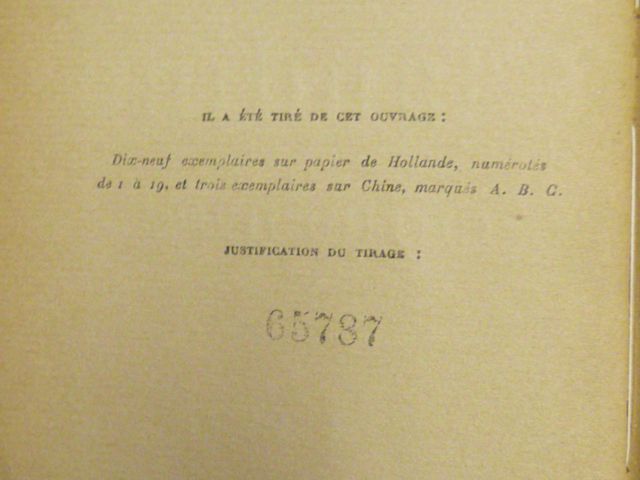 IL A ÉTÉ TIRÉ DE CET OUVRAGE :
Dix-neuf exemplaires sur papier de Hollande, numérotés
de 1 à 19, et trois exemplaires sur Chine, marqués A. B. C.
JUSTIFICATION DU TIRAGE :
65787